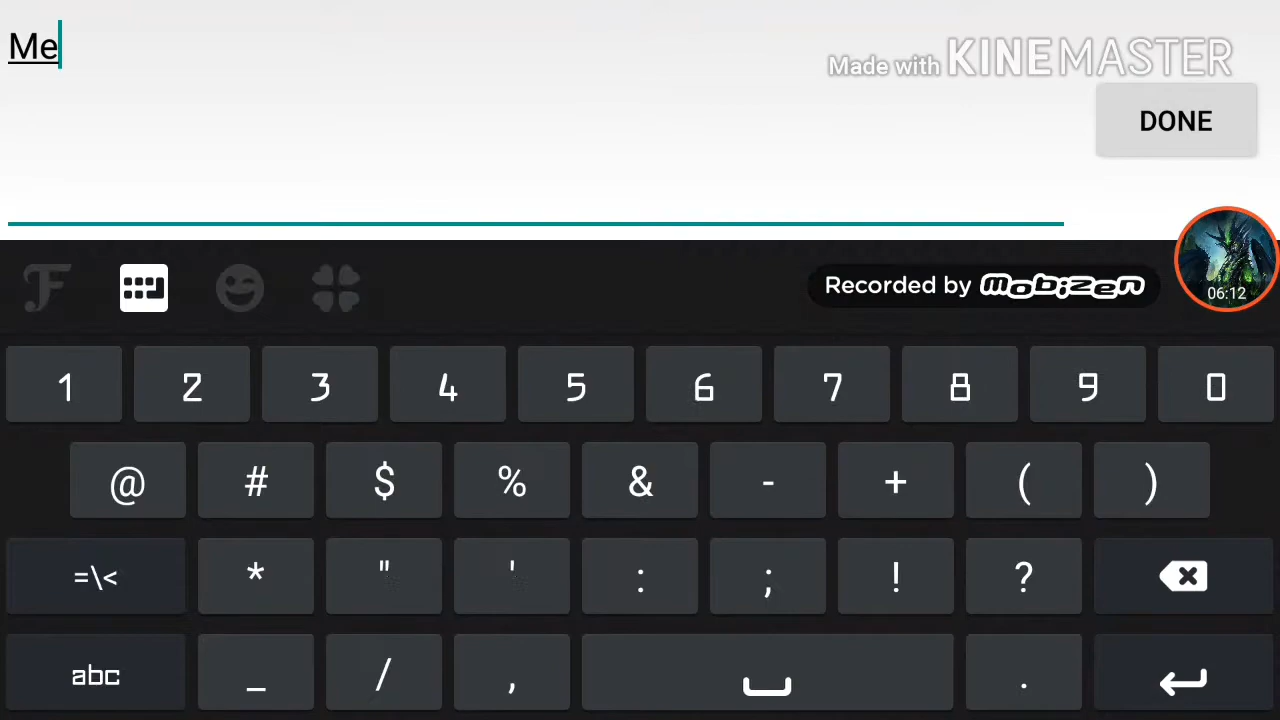 Me
Made with KINEMASTER
DONE
Recorded by mobizen
06:12
1 2 3 4 5 6 7 8 9 0
@ # $ % & - + ( )
=\< * " ' : ; ! ?
abc _ / , .